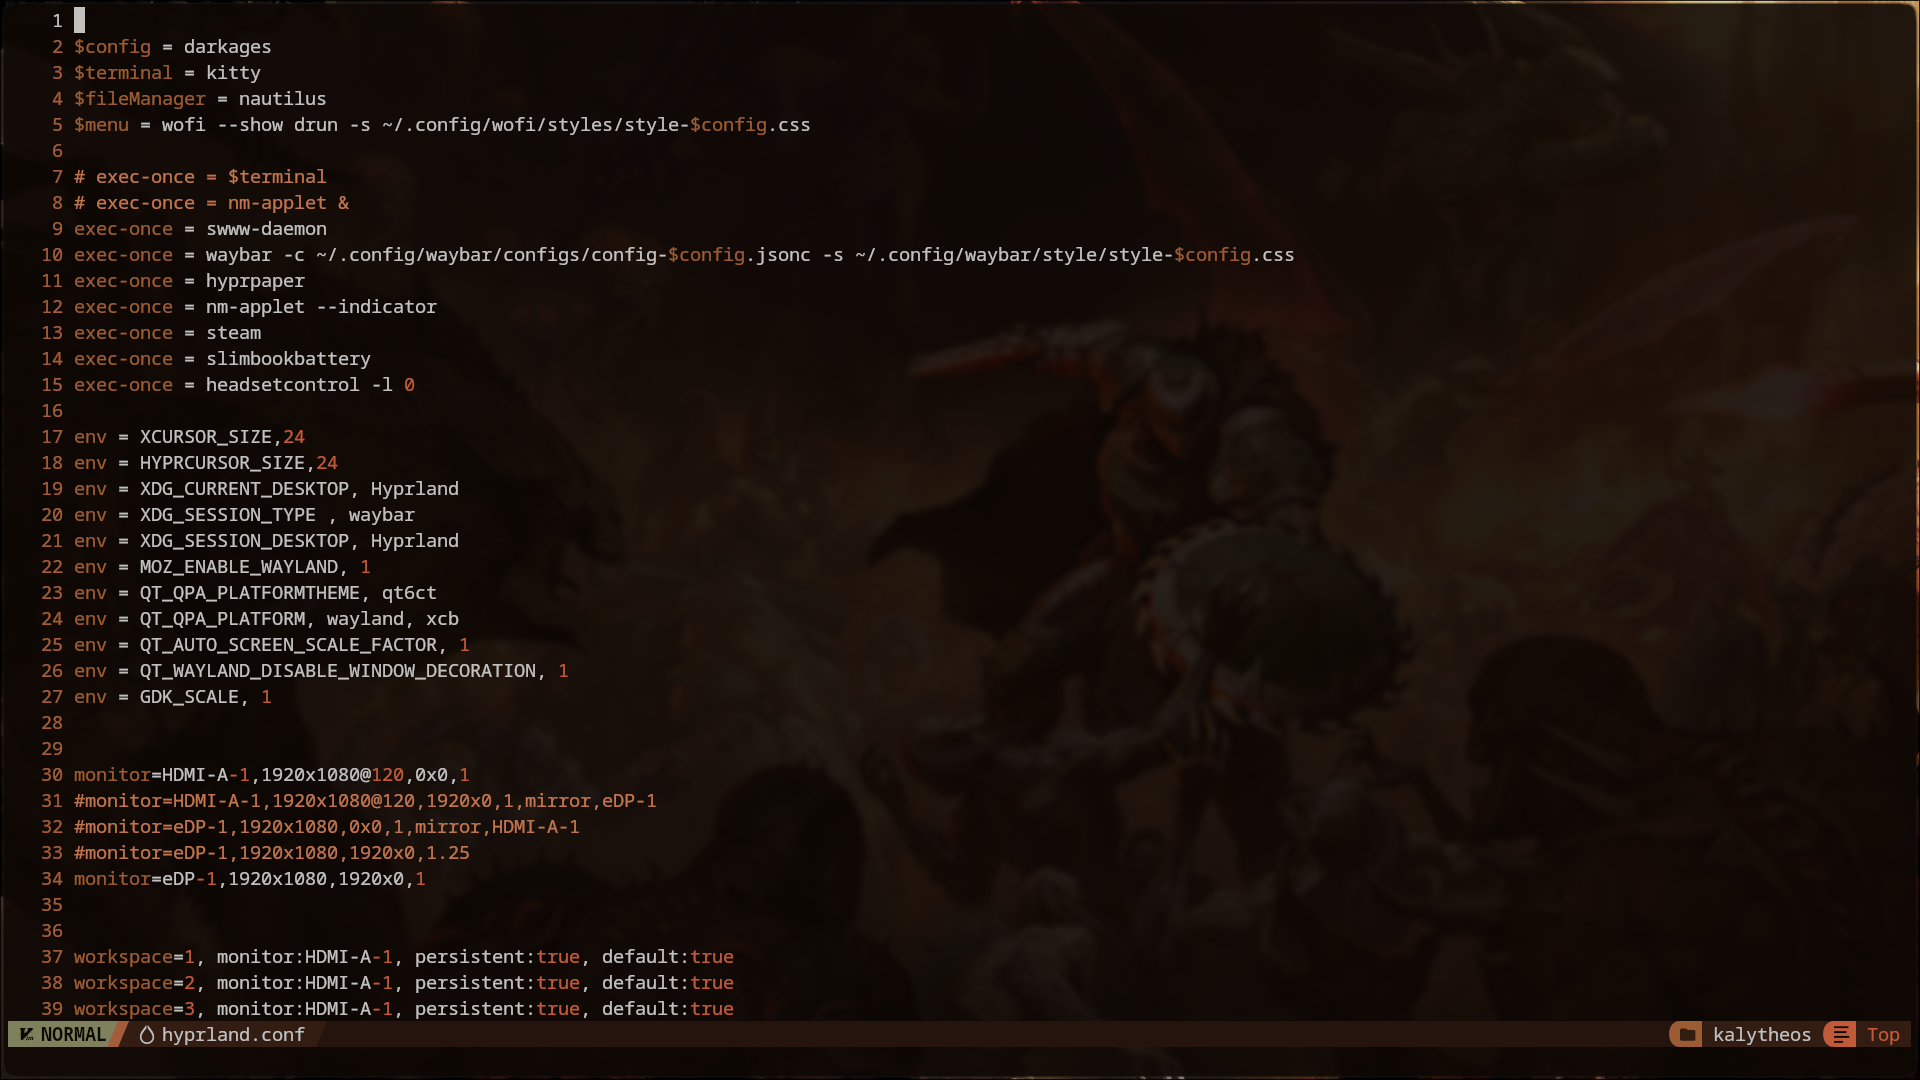 1
2 $config = darkages
3 $terminal = kitty
4 $fileManager = nautilus
5 $menu = wofi --show drun -s ~/.config/wofi/styles/style-$config.css
6
7 # exec-once = $terminal
8 # exec-once = nm-applet &
9 exec-once = swww-daemon
10 exec-once = waybar -c ~/.config/waybar/configs/config-$config.jsonc -s ~/.config/waybar/style/style-$config.css
11 exec-once = hyprpaper
12 exec-once = nm-applet --indicator
13 exec-once = steam
14 exec-once = slimbookbattery
15 exec-once = headsetcontrol -l 0
16
17 env = XCURSOR_SIZE,24
18 env = HYPRCURSOR_SIZE,24
19 env = XDG_CURRENT_DESKTOP, Hyprland
20 env = XDG_SESSION_TYPE , waybar
21 env = XDG_SESSION_DESKTOP, Hyprland
22 env = MOZ_ENABLE_WAYLAND, 1
23 env = QT_QPA_PLATFORMTHEME, qt6ct
24 env = QT_QPA_PLATFORM, wayland, xcb
25 env = QT_AUTO_SCREEN_SCALE_FACTOR, 1
26 env = QT_WAYLAND_DISABLE_WINDOW_DECORATION, 1
27 env = GDK_SCALE, 1
28
29
30 monitor=HDMI-A-1,1920x1080@120,0x0,1
31 #monitor=HDMI-A-1,1920x1080@120,1920x0,1,mirror,eDP-1
32 #monitor=eDP-1,1920x1080,0x0,1,mirror,HDMI-A-1
33 #monitor=eDP-1,1920x1080,1920x0,1.25
34 monitor=eDP-1,1920x1080,1920x0,1
35
36
37 workspace=1, monitor:HDMI-A-1, persistent:true, default:true
38 workspace=2, monitor:HDMI-A-1, persistent:true, default:true
39 workspace=3, monitor:HDMI-A-1, persistent:true, default:true
NORMAL hyprland.conf kalytheos Top